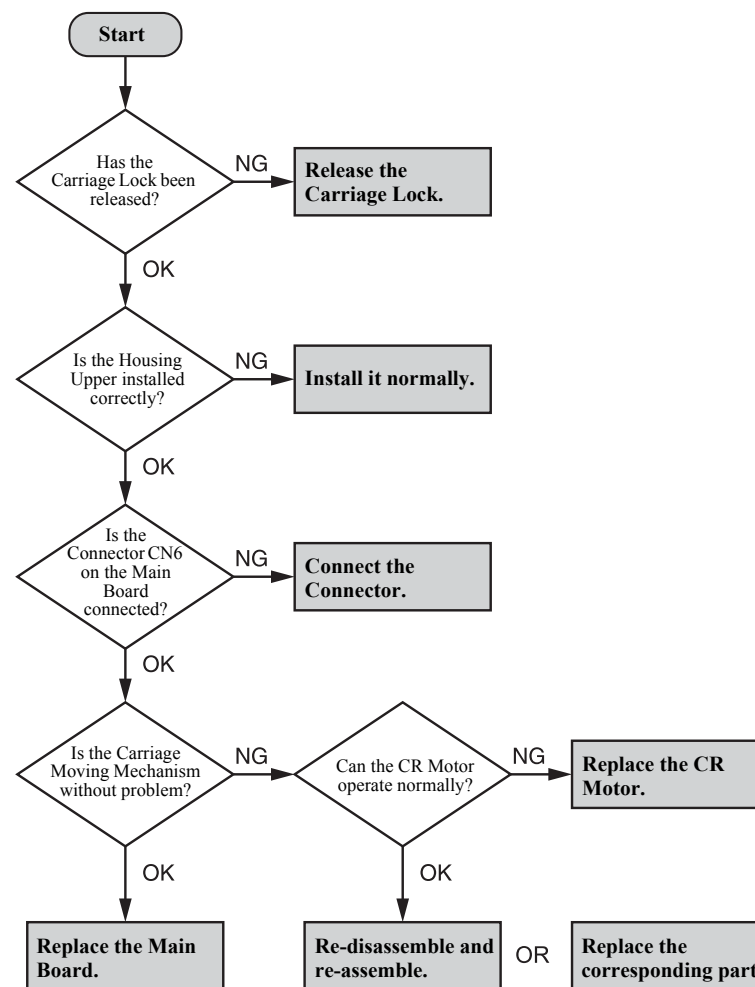 Start
Has the
Carriage Lock been
released?
NG
Release the
Carriage Lock.
OK
Is the Housing
Upper installed
correctly?
NG
Install it normally.
OK
Is the
Connector CN6
on the Main
Board
connected?
NG
Connect the
Connector.
OK
Is the Carriage
Moving Mechanism
without problem?
NG
Can the CR Motor
operate normally?
NG
Replace the CR
Motor.
OK
OK
Replace the Main
Board.
Re-disassemble and
re-assemble.
OR
Replace the
corresponding part